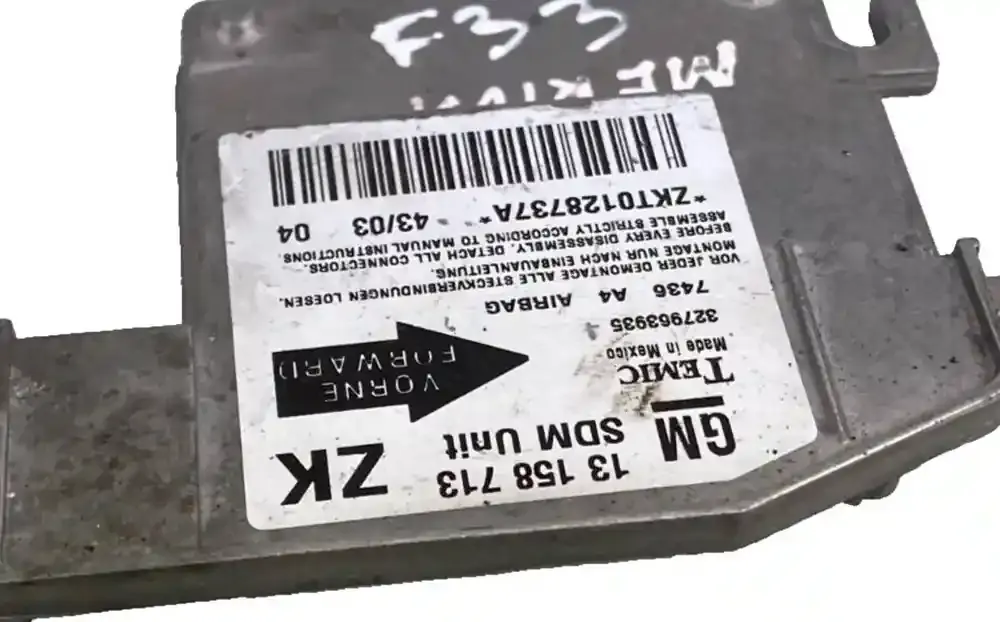 F33
GM 13 158 713 ZK
SDM Unit
TEMIC
Made in Mexico
VORNE
FORWARD
327963935
7436 A4 AIRBAG
VOR JEDER DEMONTAGE ALLE STECKVERBINDUNGEN LOESEN.
MONTAGE NUR NACH EINBAUANLEITUNG.
BEFORE EVERY DISASSEMBLY, DETACH ALL CONNECTORS.
ASSEMBLE STRICTLY ACCORDING TO MANUAL INSTRUCTIONS.
*ZKT0128737A* 43/03 04